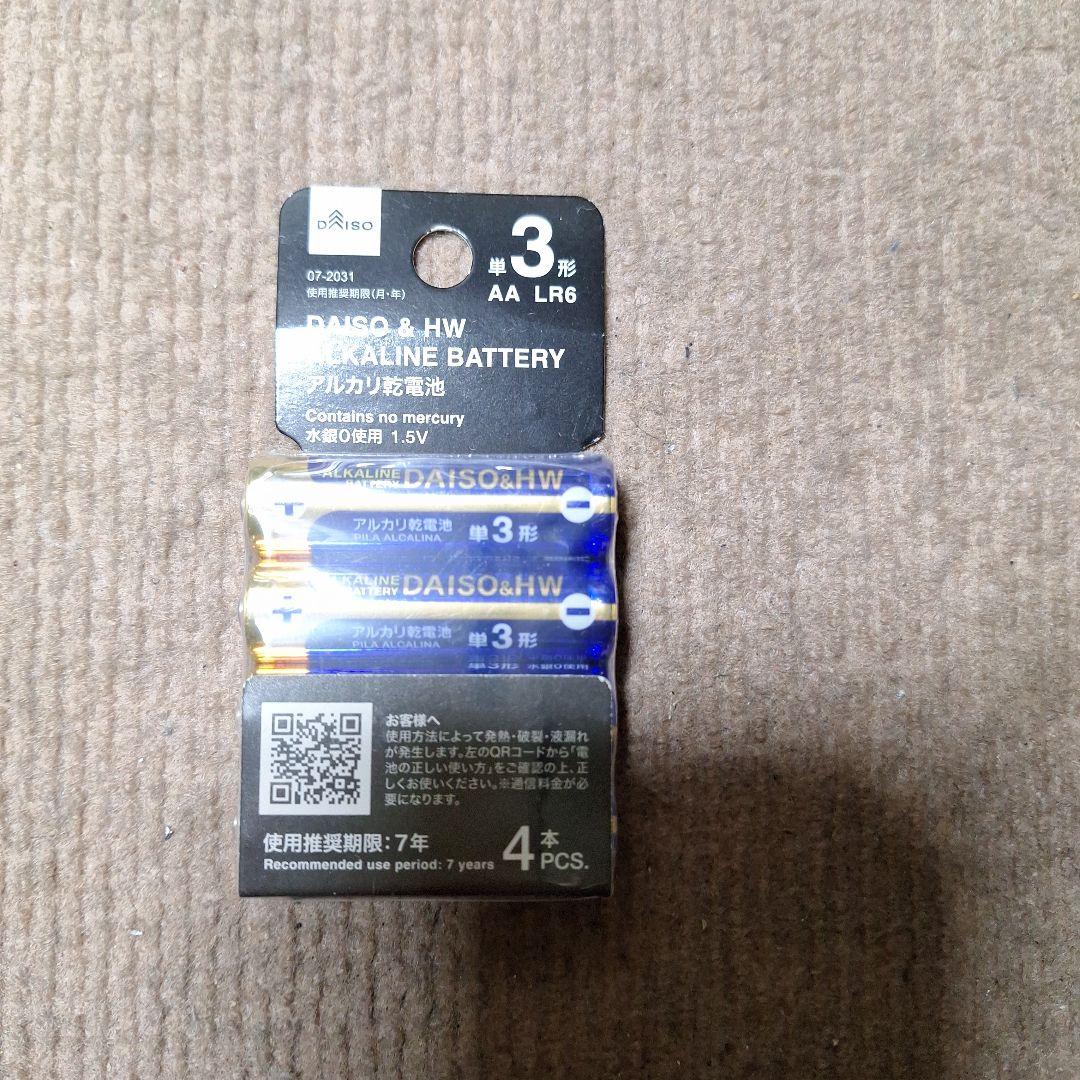 DAISO
単3形
AA LR6
07-2031
使用推奨期限(月・年)
DAISO & HW
ALKALINE BATTERY
アルカリ乾電池
Contains no mercury
水銀0使用 1.5V
ALKALINE
BATTERY DAISO&HW
+ -
アルカリ乾電池 単3形
PILA ALCALINA
ALKALINE
BATTERY DAISO&HW
+ -
アルカリ乾電池 単3形
PILA ALCALINA
単3形 水銀0使用
お客様へ
使用方法によって発熱・破裂・液漏れ
が発生します。左のQRコードから「電
池の正しい使い方」をご確認の上、正
しくお使いください。※通信料金が必
要になります。
使用推奨期限:7年
Recommended use period: 7 years
4本
PCS.